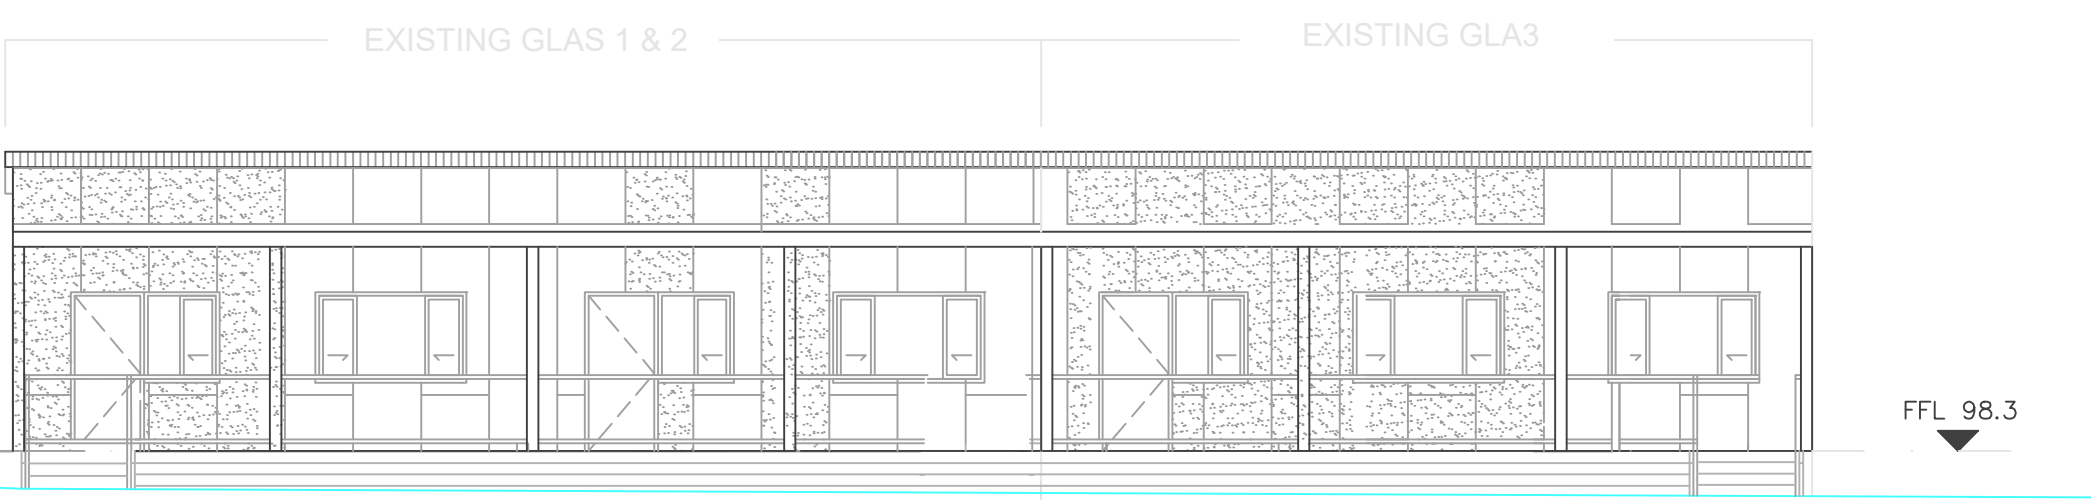 EXISTING GLAS 1 & 2
EXISTING GLA3
FFL 98.3